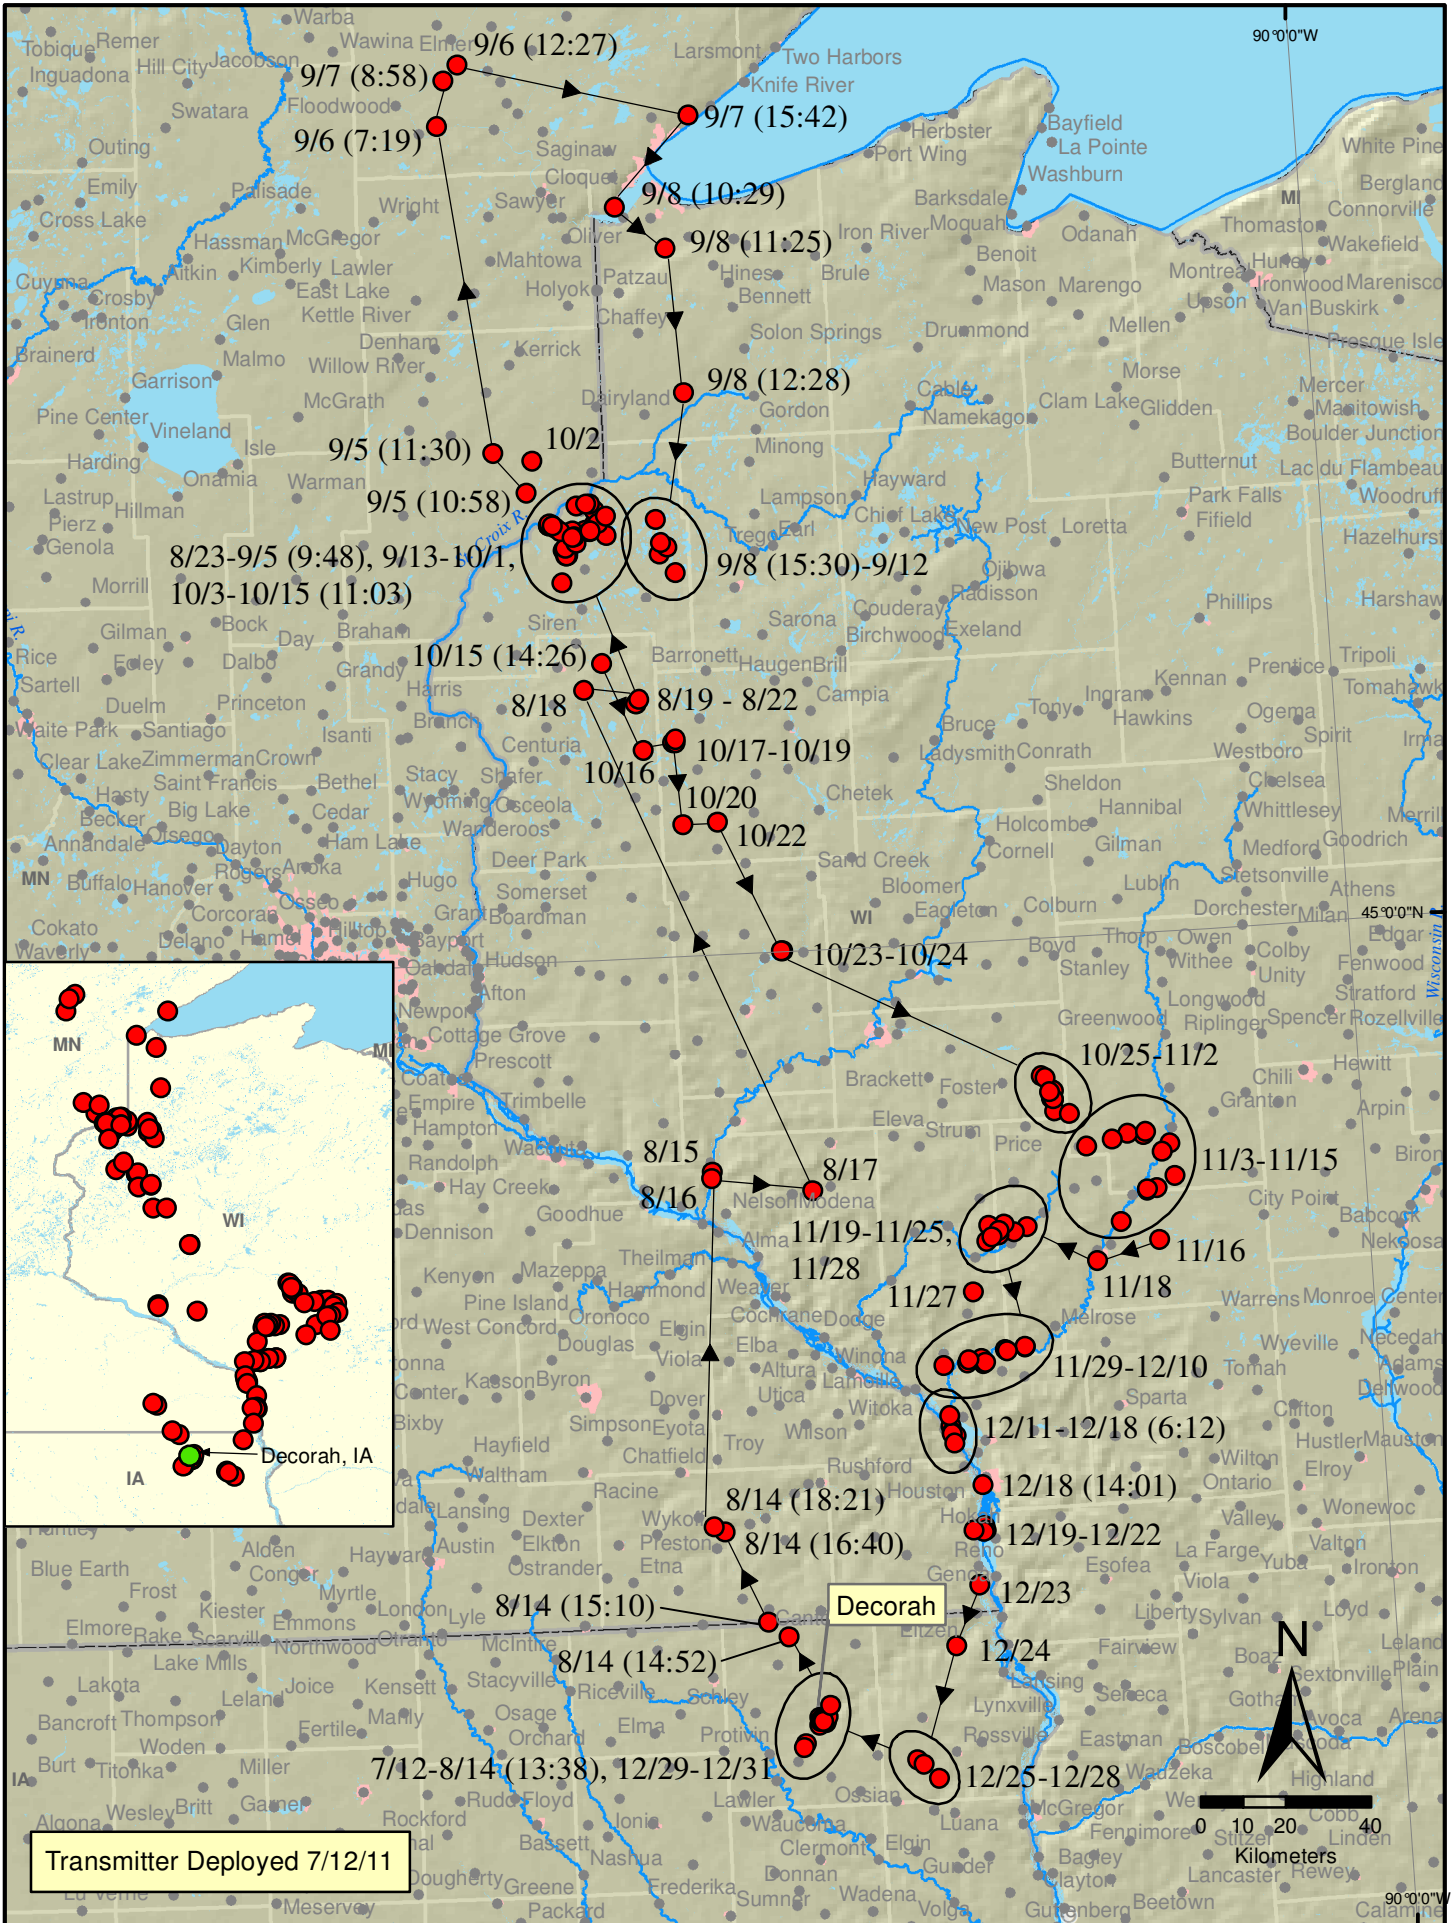 Warba
Tobique
Remer
Wawina
Elmer
9/6 (12:27)
Larsmont
90°0'0"W
Inguadona
Hill City
Jacobson
9/7 (8:58)
Two Harbors
Knife River
Swatara
Floodwood
9/7 (15:42)
Outing
9/6 (7:19)
Saginaw
Herbster
Port Wing
Bayfield
La Pointe
White Pine
Emily
Palisade
Cloquet
Washburn
Bergland
Cross Lake
Wright
Sawyer
9/8 (10:29)
Barksdale
MI
Connorville
Hassman
McGregor
Oliver
9/8 (11:25)
Iron River
Moquah
Odanah
Thomaston
Wakefield
Aitkin
Kimberly
Lawler
Mahtowa
Patzau
Hines
Brule
Benoit
Montreal
Hurley
Cuyuna
Crosby
East Lake
Holyok
Bennett
Mason
Marengo
Upson
Ironwood
Marenisco
Ironton
Glen
Kettle River
Chaffey
Solon Springs
Drummond
Mellen
Van Buskirk
Brainerd
Malmo
Denham
Kerrick
Presque Isle
Garrison
Willow River
9/8 (12:28)
Cable
Morse
Mercer
Pine Center
McGrath
Dairyland
Gordon
Namekagon
Clam Lake
Glidden
Manitowish
Vineland
Isle
9/5 (11:30)
10/2
Minong
Boulder Junction
Harding
Onamia
Warman
Hayward
Butternut
Lac du Flambeau
Lastrup
Hillman
9/5 (10:58)
Lampson
Park Falls
Woodruff
Pierz
Genola
St. Croix R.
Trego
Earl
Chief Lake
New Post
Loretta
Fifield
Hazelhurst
8/23-9/5 (9:48), 9/13-10/1,
10/3-10/15 (11:03)
9/8 (15:30)-9/12
Ojibwa
Radisson
Morrill
Phillips
Harshaw
Gilman
Bock
Day
Braham
Siren
Sarona
Couderay
Birchwood
Exeland
Rice
Foley
Dalbo
Grandy
10/15 (14:26)
Barronett
Haugen
Brill
Prentice
Tripoli
Sartell
Duelm
Princeton
Harris
8/18
8/19 - 8/22
Campia
Ingram
Kennan
Tomahawk
Waite Park
Santiago
Isanti
Branch
Tony
Hawkins
Ogema
Bruce
Spirit
Clear Lake
Zimmerman
Crown
Centuria
10/16
10/17-10/19
Ladysmith
Conrath
Westboro
Saint Francis
Bethel
Stacy
Shafer
Sheldon
Chelsea
Hasty
Big Lake
Cedar
Wyoming
Osceola
10/20
Chetek
Hannibal
Whittlesey
Merrill
Becker
Otsego
Wanderoos
10/22
Holcombe
Goodrich
Annandale
Dayton
Ham Lake
Deer Park
Sand Creek
Cornell
Gilman
Medford
MN
Buffalo
Hanover
Rogers
Anoka
Hugo
Somerset
Bloomer
Lublin
Stetsonville
Athens
Cokato
Corcoran
Osseo
Grant
Boardman
WI
Eagleton
Colburn
Dorchester
Milan
45°0'0"N
Waverly
Delano
Hamel
Hilltop
Bayport
Hudson
10/23-10/24
Boyd
Thorp
Owen
Colby
Edgar
Oakdale
Afton
Stanley
Withee
Unity
Fenwood
Wisconsin R.
Newport
Greenwood
Longwood
Riplinger
Spencer
Stratford
Rozellville
Cottage Grove
Prescott
10/25-11/2
Hewitt
Coates
Trimbelle
Brackett
Foster
Chili
Empire
Granton
Arpin
Hampton
Eleva
Strum
Price
Randolph
8/15
11/3-11/15
Biron
Hay Creek
8/16
8/17
City Point
Dennison
Goodhue
Nelson
Modena
Babcock
Alma
11/19-11/25,
11/28
11/16
Nekoosa
Theilman
11/18
Kenyon
Mazeppa
Hammond
Weaver
11/27
Warrens
Monroe Center
Pine Island
Oronoco
Cochrane
Dodge
Melrose
West Concord
Douglas
Elgin
Elba
Wyeville
Necedah
Viola
Altura
Winona
11/29-12/10
Tomah
Adams
Kasson
Byron
Utica
Lamoille
Dellwood
Dover
Witoka
Sparta
Clifton
Bixby
Simpson
Eyota
Wilson
12/11-12/18 (6:12)
Hustler
Mauston
Hayfield
Chatfield
Troy
Wilton
Elroy
Waltham
Rushford
Ontario
Racine
Houston
12/18 (14:01)
Wonewoc
Lansing
Dexter
Wykoff
8/14 (18:21)
Hokah
Valley
Elkton
Preston
8/14 (16:40)
12/19-12/22
La Farge
Valton
Alden
Hayward
Austin
Reno
Yuba
Blue Earth
Conger
Ostrander
Etna
Genoa
Esofea
Viola
Ironton
Frost
Myrtle
12/23
Kiester
London
Lyle
8/14 (15:10)
Canton
Decorah
Liberty
Sylvan
Loyd
Elmore
Rake
Scarville
Emmons
Northwood
Otranto
McIntire
Eitzen
N
Leland
Lake Mills
8/14 (14:52)
12/24
Fairview
Boaz
Sextonville
Plain
Lakota
Joice
Kensett
Stacyville
Riceville
Lansing
Seneca
Leland
Lynxville
Gotham
Avoca
Arena
Bancroft
Thompson
Fertile
Manly
Osage
Elma
Protivin
Rossville
Eastman
Boscobel
Woden
Orchard
Burt
Titonka
Miller
7/12-8/14 (13:38), 12/29-12/31
12/25-12/28
Wauzeka
Highland
IA
Wesley
Britt
Garner
Rudd
Floyd
Lawler
Ossian
McGregor
0 10 20 40
Kilometers
Cobb
Algona
Rockford
Ionia
Waucoma
Luana
Fennimore
Stitzer
Linden
Bassett
Clermont
Elgin
Bagley
Transmitter Deployed 7/12/11
Nashua
Donnan
Gunder
Clayton
Lancaster
Rewey
Dougherty
Greene
Frederika
Sumner
Wadena
Beetown
90°0'0"W
Meservey
Packard
Volga
Guttenberg
Calamine
MN
MI
WI
Decorah, IA
IA